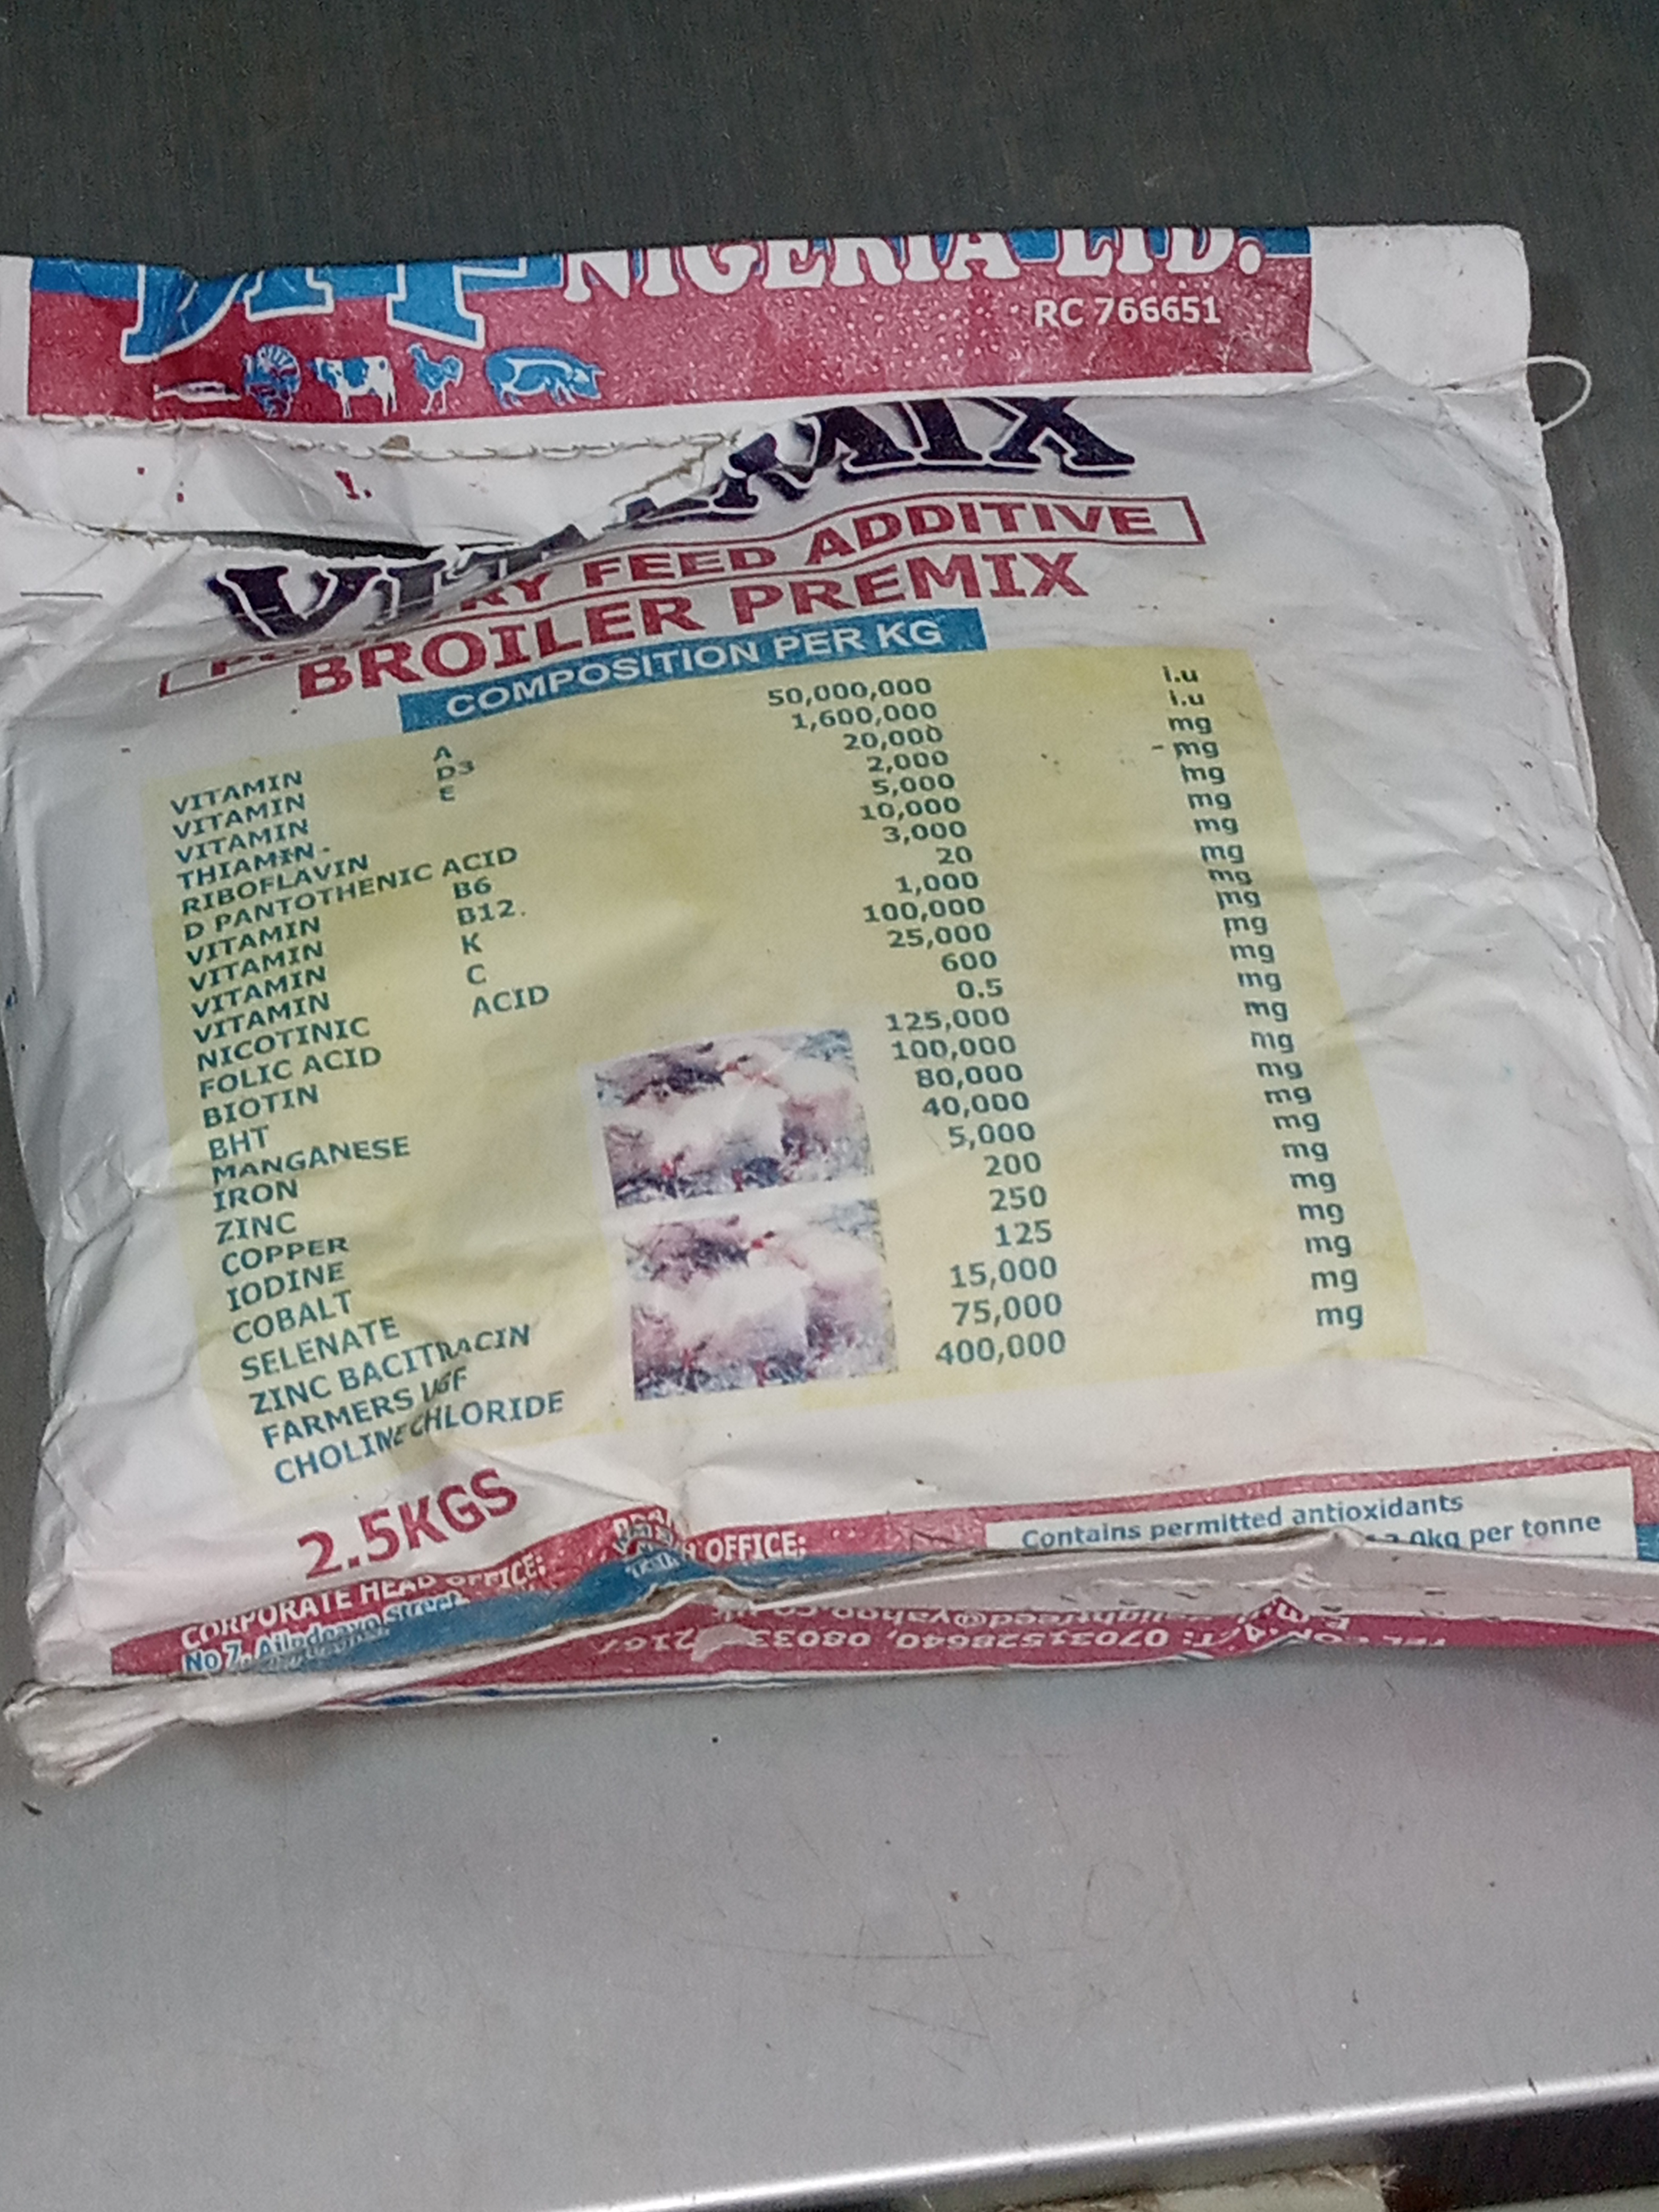 NIGERIA LTD.
RC 766651
FEED ADDITIVE
BROILER PREMIX
COMPOSITION PER KG
VITAMIN A 50,000,000 i.u
VITAMIN D3 1,600,000 i.u
VITAMIN E 20,000 mg
THIAMIN - 2,000 - mg
RIBOFLAVIN 5,000 mg
D PANTOTHENIC ACID 10,000 mg
VITAMIN B6 3,000 mg
VITAMIN B12. 20 mg
VITAMIN K 1,000 mg
VITAMIN C 100,000 mg
NICOTINIC ACID 25,000 mg
FOLIC ACID 600 mg
BIOTIN 0.5 mg
BHT 125,000 mg
MANGANESE 100,000 mg
IRON 80,000 mg
ZINC 40,000 mg
COPPER 5,000 mg
IODINE 200 mg
COBALT 250 mg
SELENATE 125 mg
ZINC BACITRACIN 15,000 mg
FARMERS UGF 75,000 mg
CHOLINE CHLORIDE 400,000 mg
2.5KGS
CORPORATE HEAD OFFICE:
No 7,
OFFICE:
Contains permitted antioxidants
per tonne
07031528640,